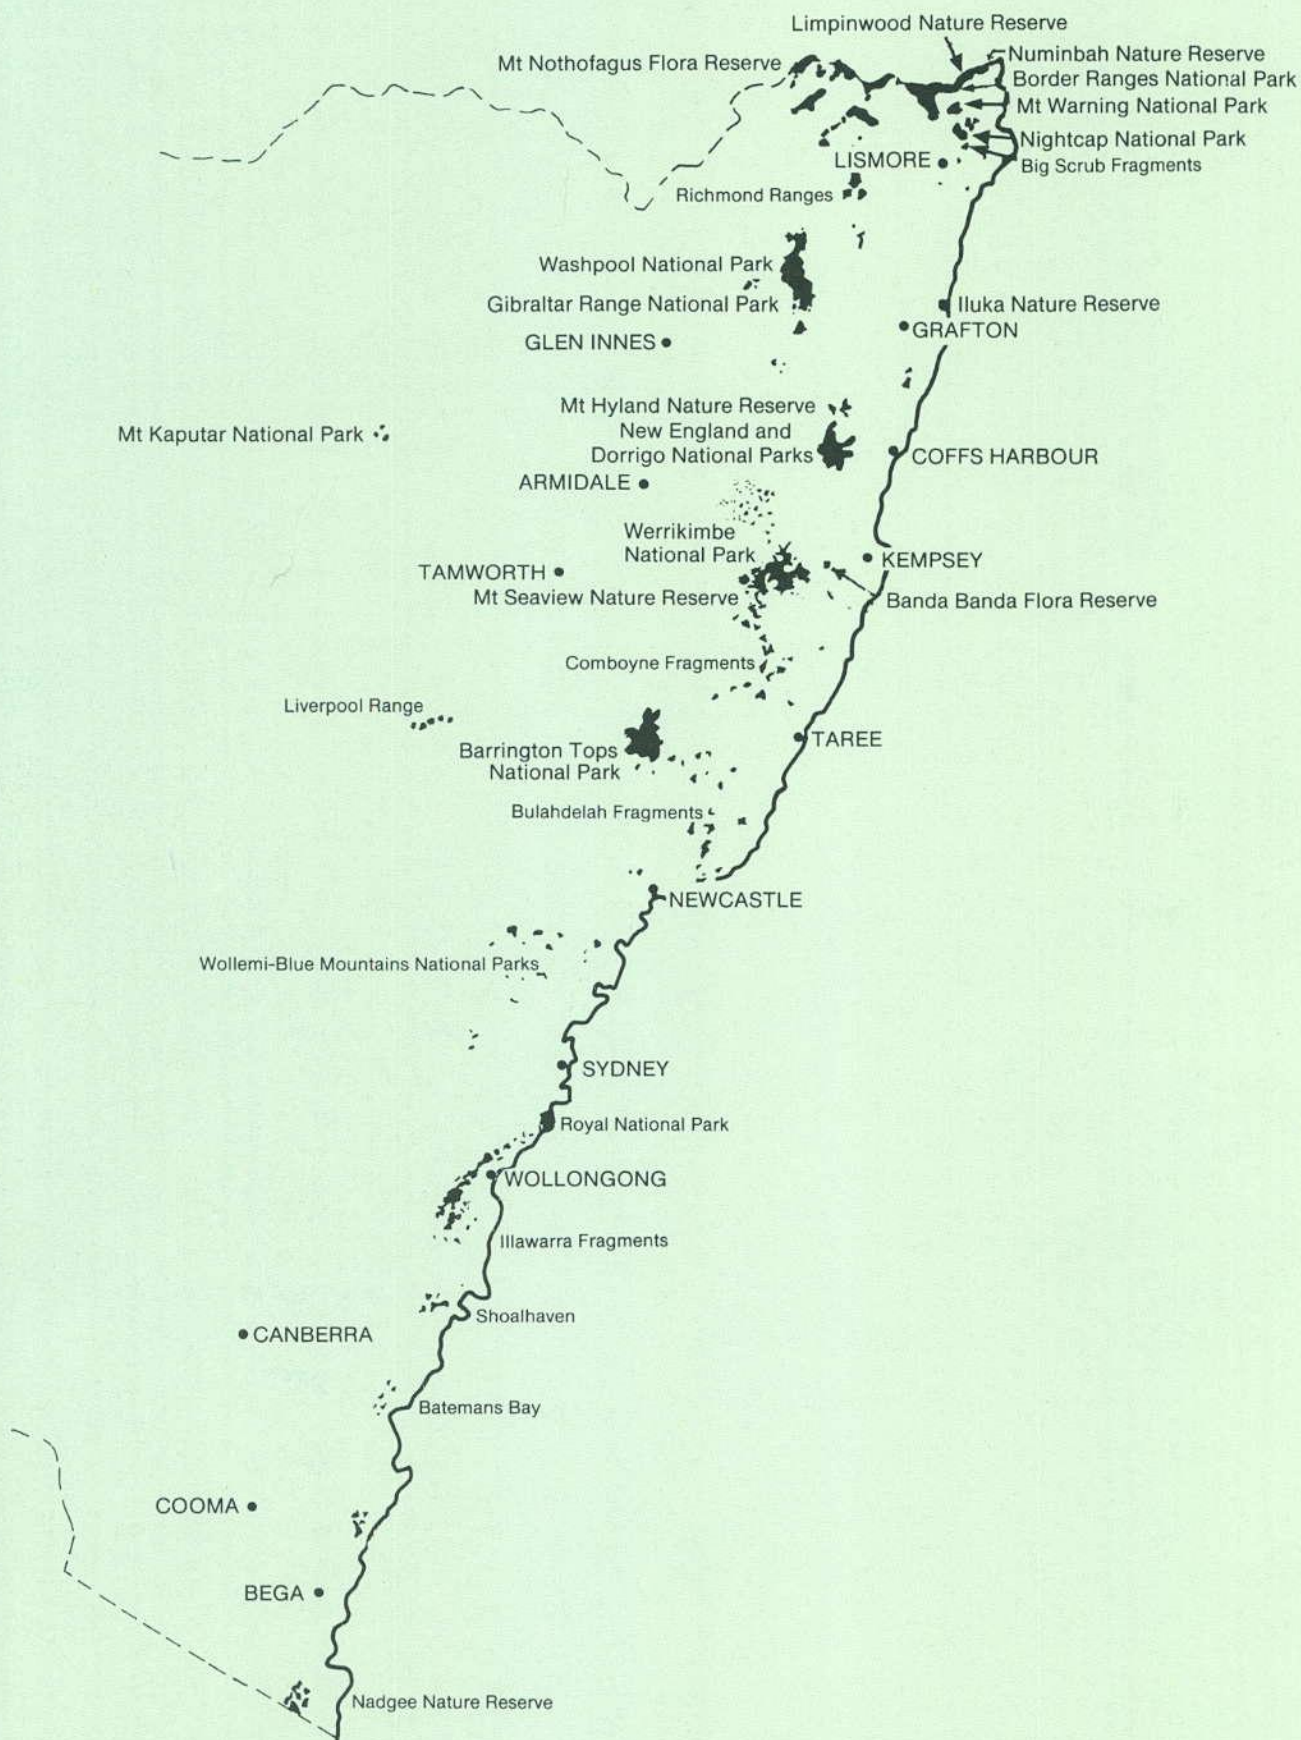 Limpinwood Nature Reserve
Numinbah Nature Reserve
Mt Nothofagus Flora Reserve
Border Ranges National Park
Mt Warning National Park
Nightcap National Park
LISMORE
Big Scrub Fragments
Richmond Ranges
Washpool National Park
Gibraltar Range National Park
Iluka Nature Reserve
GRAFTON
GLEN INNES
Mt Hyland Nature Reserve
New England and
Dorrigo National Parks
Mt Kaputar National Park
COFFS HARBOUR
ARMIDALE
Werrikimbe
National Park
KEMPSEY
TAMWORTH
Mt Seaview Nature Reserve
Banda Banda Flora Reserve
Comboyne Fragments
Liverpool Range
TAREE
Barrington Tops
National Park
Bulahdelah Fragments
NEWCASTLE
Wollemi-Blue Mountains National Parks
SYDNEY
Royal National Park
WOLLONGONG
Illawarra Fragments
Shoalhaven
CANBERRA
Batemans Bay
COOMA
BEGA
Nadgee Nature Reserve